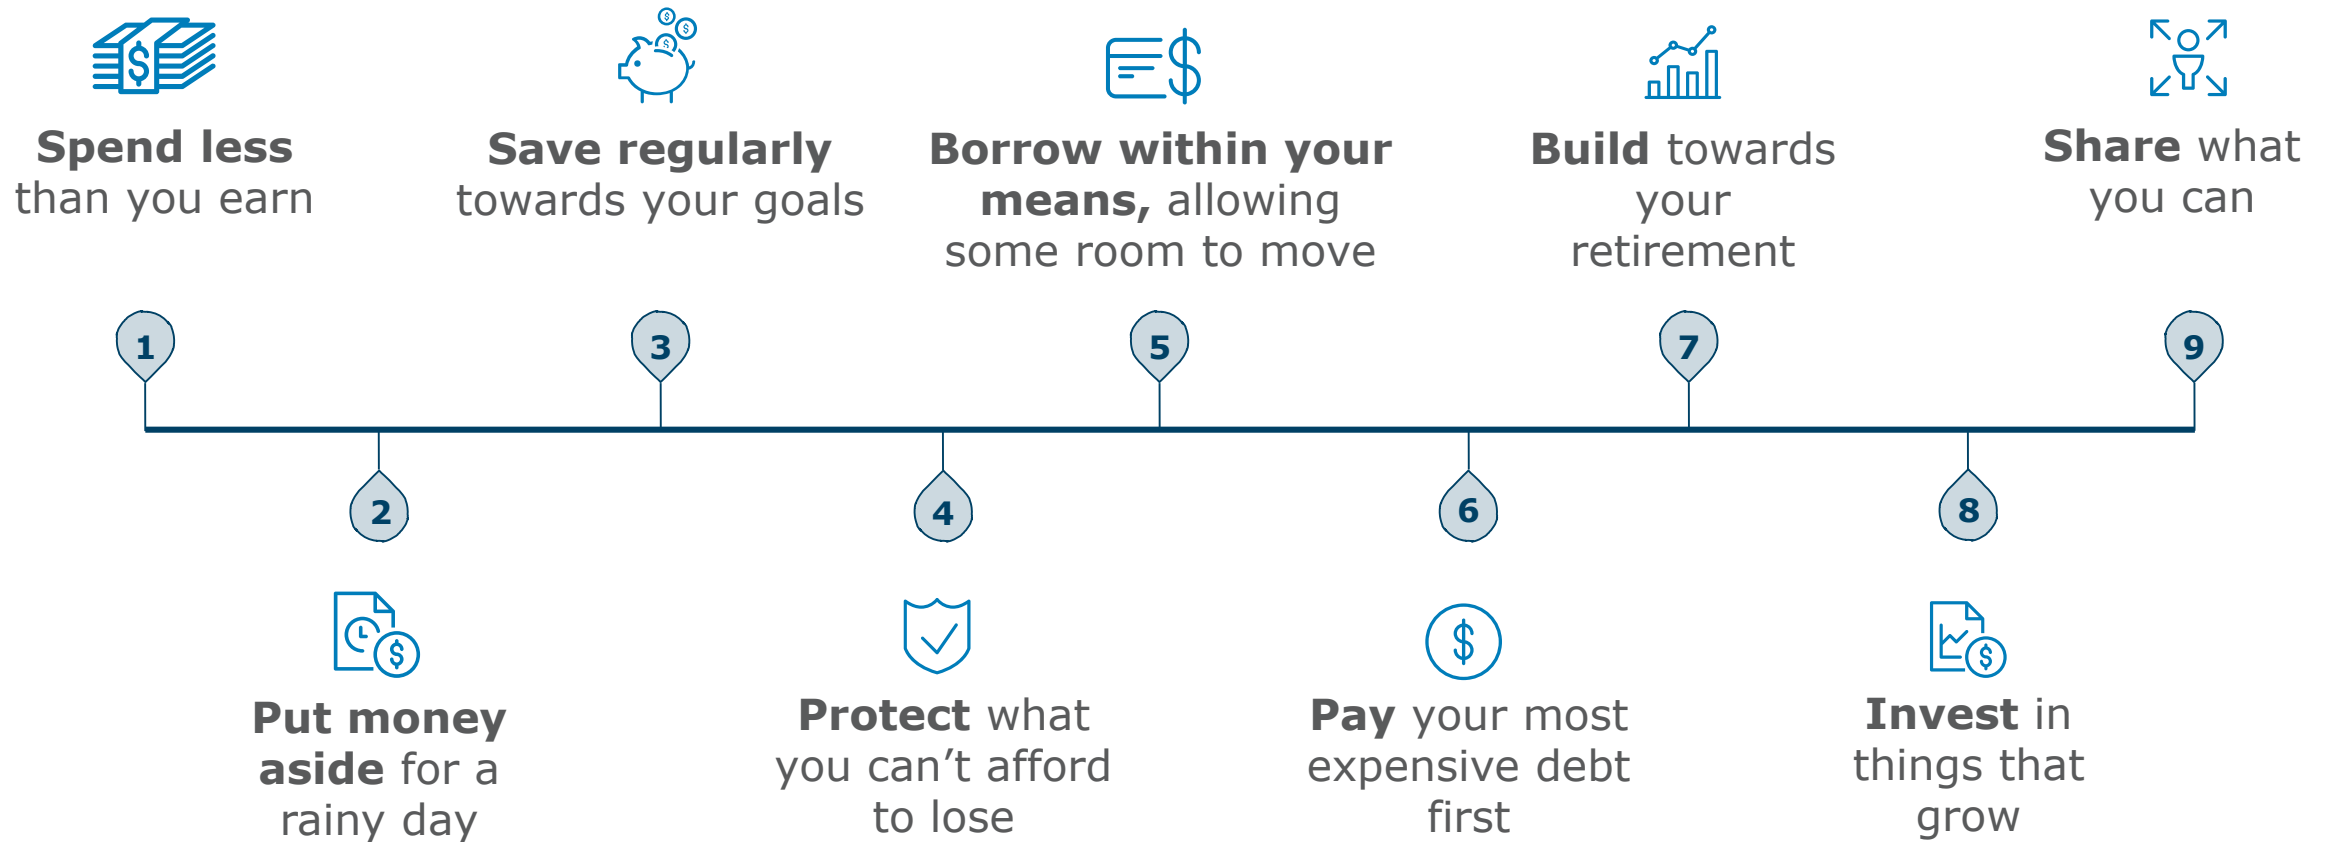 Spend less
than you earn
1
Put money
aside for a
rainy day
2
Save regularly
towards your goals
3
Protect what
you can’t afford
to lose
4
Borrow within your
means, allowing
some room to move
5
Pay your most
expensive debt
first
6
Build towards
your
retirement
7
Invest in
things that
grow
8
Share what
you can
9